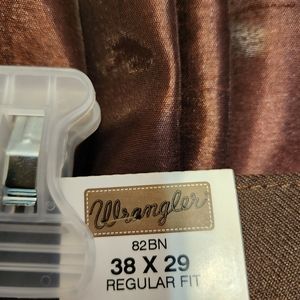 Wrangler
82BN
38 X 29
REGULAR FIT